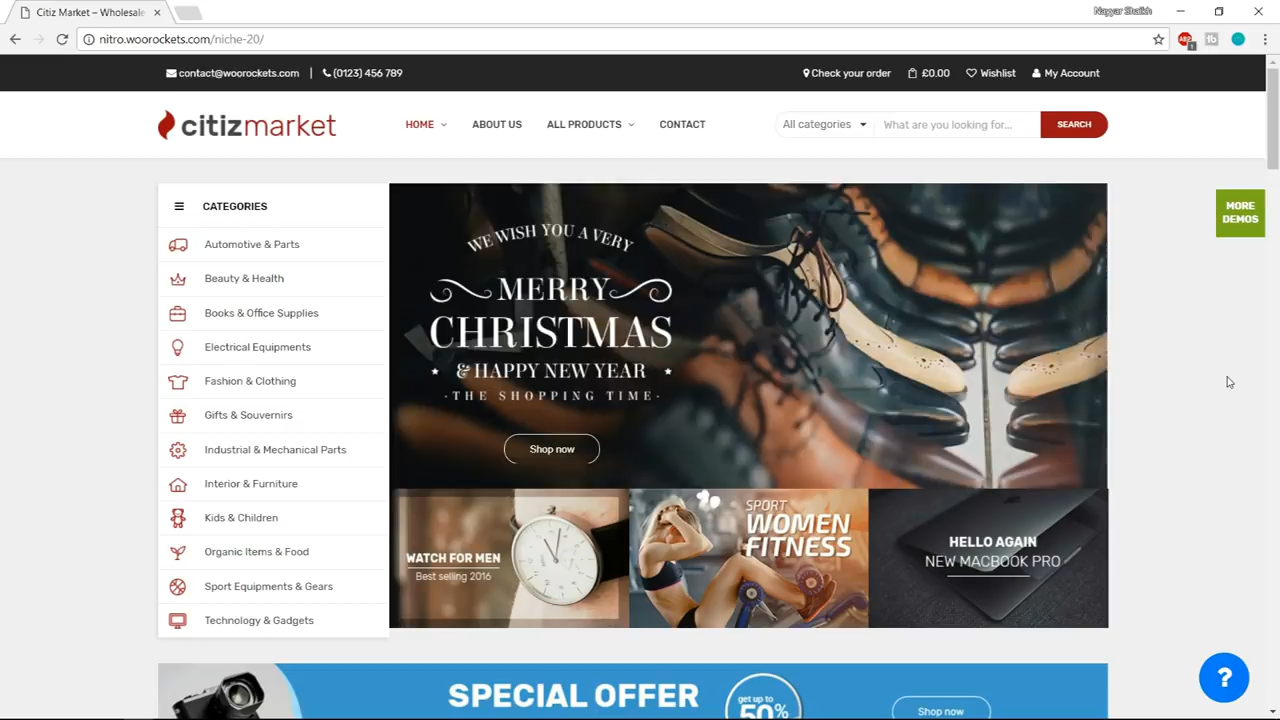 Citiz Market – Wholesale
Nayyar Shaikh
nitro.woorockets.com/niche-20/
contact@woorockets.com | (0123) 456 789
Check your order £0.00 Wishlist My Account
citizmarket
HOME ABOUT US ALL PRODUCTS CONTACT
All categories What are you looking for... SEARCH
CATEGORIES
Automotive & Parts
Beauty & Health
Books & Office Supplies
Electrical Equipments
Fashion & Clothing
Gifts & Souvernirs
Industrial & Mechanical Parts
Interior & Furniture
Kids & Children
Organic Items & Food
Sport Equipments & Gears
Technology & Gadgets
WE WISH YOU A VERY
MERRY
CHRISTMAS
& HAPPY NEW YEAR
· THE SHOPPING TIME ·
Shop now
WATCH FOR MEN
Best selling 2016
SPORT
WOMEN
FITNESS
HELLO AGAIN
NEW MACBOOK PRO
MORE
DEMOS
SPECIAL OFFER
get up to
50%
Shop now
?